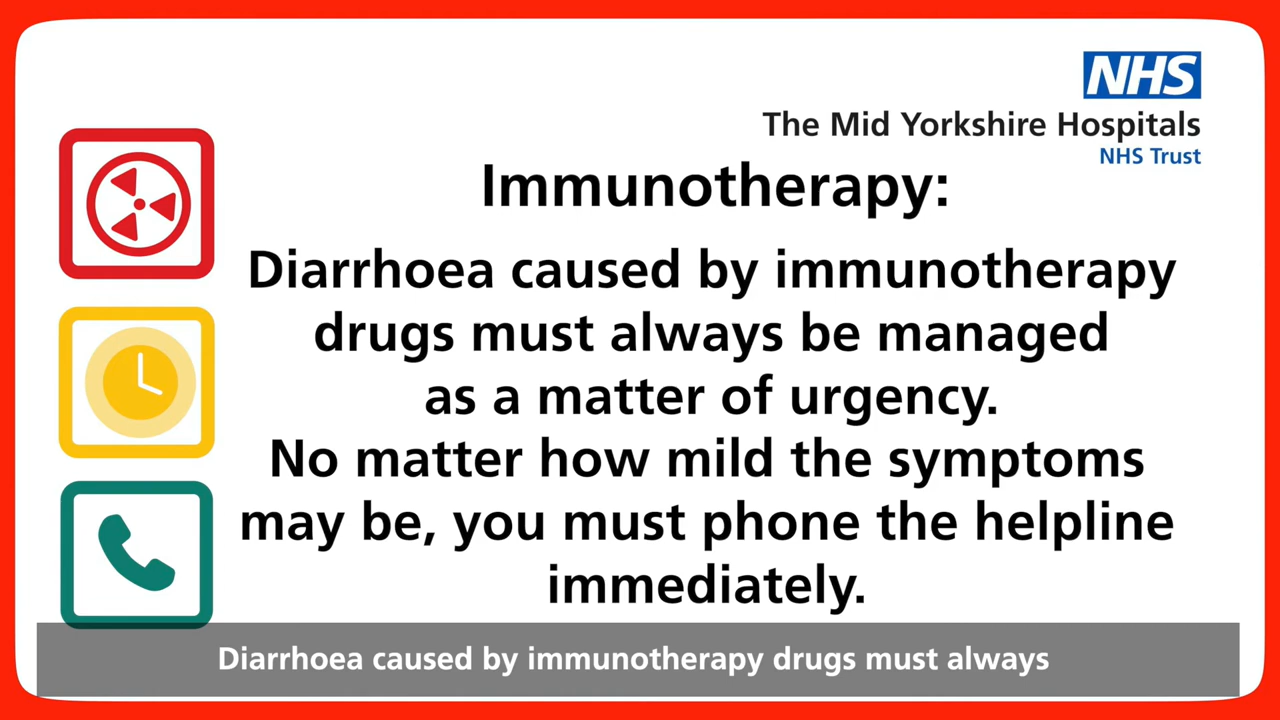 NHS
The Mid Yorkshire Hospitals
NHS Trust
Immunotherapy:
Diarrhoea caused by immunotherapy
drugs must always be managed
as a matter of urgency.
No matter how mild the symptoms
may be, you must phone the helpline
immediately.
Diarrhoea caused by immunotherapy drugs must always